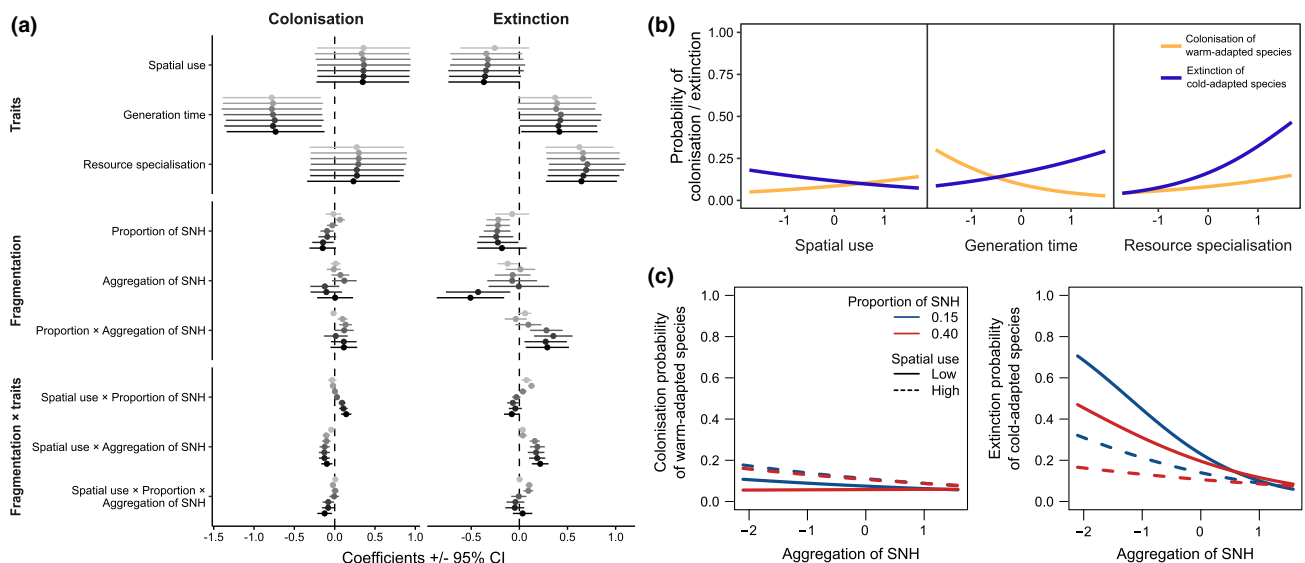 (a)
Colonisation
Extinction
Traits
Spatial use
Generation time
Resource specialisation
Fragmentation
Proportion of SNH
Aggregation of SNH
Proportion × Aggregation of SNH
Fragmentation × traits
Spatial use × Proportion of SNH
Spatial use × Aggregation of SNH
Spatial use × Proportion ×
Aggregation of SNH
-1.5 -1.0 -0.5 0 0.5 -0.5 0 0.5 1.0
Coefficients +/- 95% CI
(b)
Probability of
colonisation / extinction
1.00
0.75
0.50
0.25
0.00
Colonisation of
warm-adapted species
Extinction of
cold-adapted species
-1 0 1 -1 0 1 -1 0 1
Spatial use
Generation time
Resource specialisation
(c)
Colonisation probability
of warm-adapted species
1.0
0.8
0.6
0.4
0.2
0.0
Proportion of SNH
0.15
0.40
Spatial use
Low
High
−2 −1 0 1
Aggregation of SNH
Extinction probability
of cold-adapted species
1.0
0.8
0.6
0.4
0.2
0.0
−2 −1 0 1
Aggregation of SNH